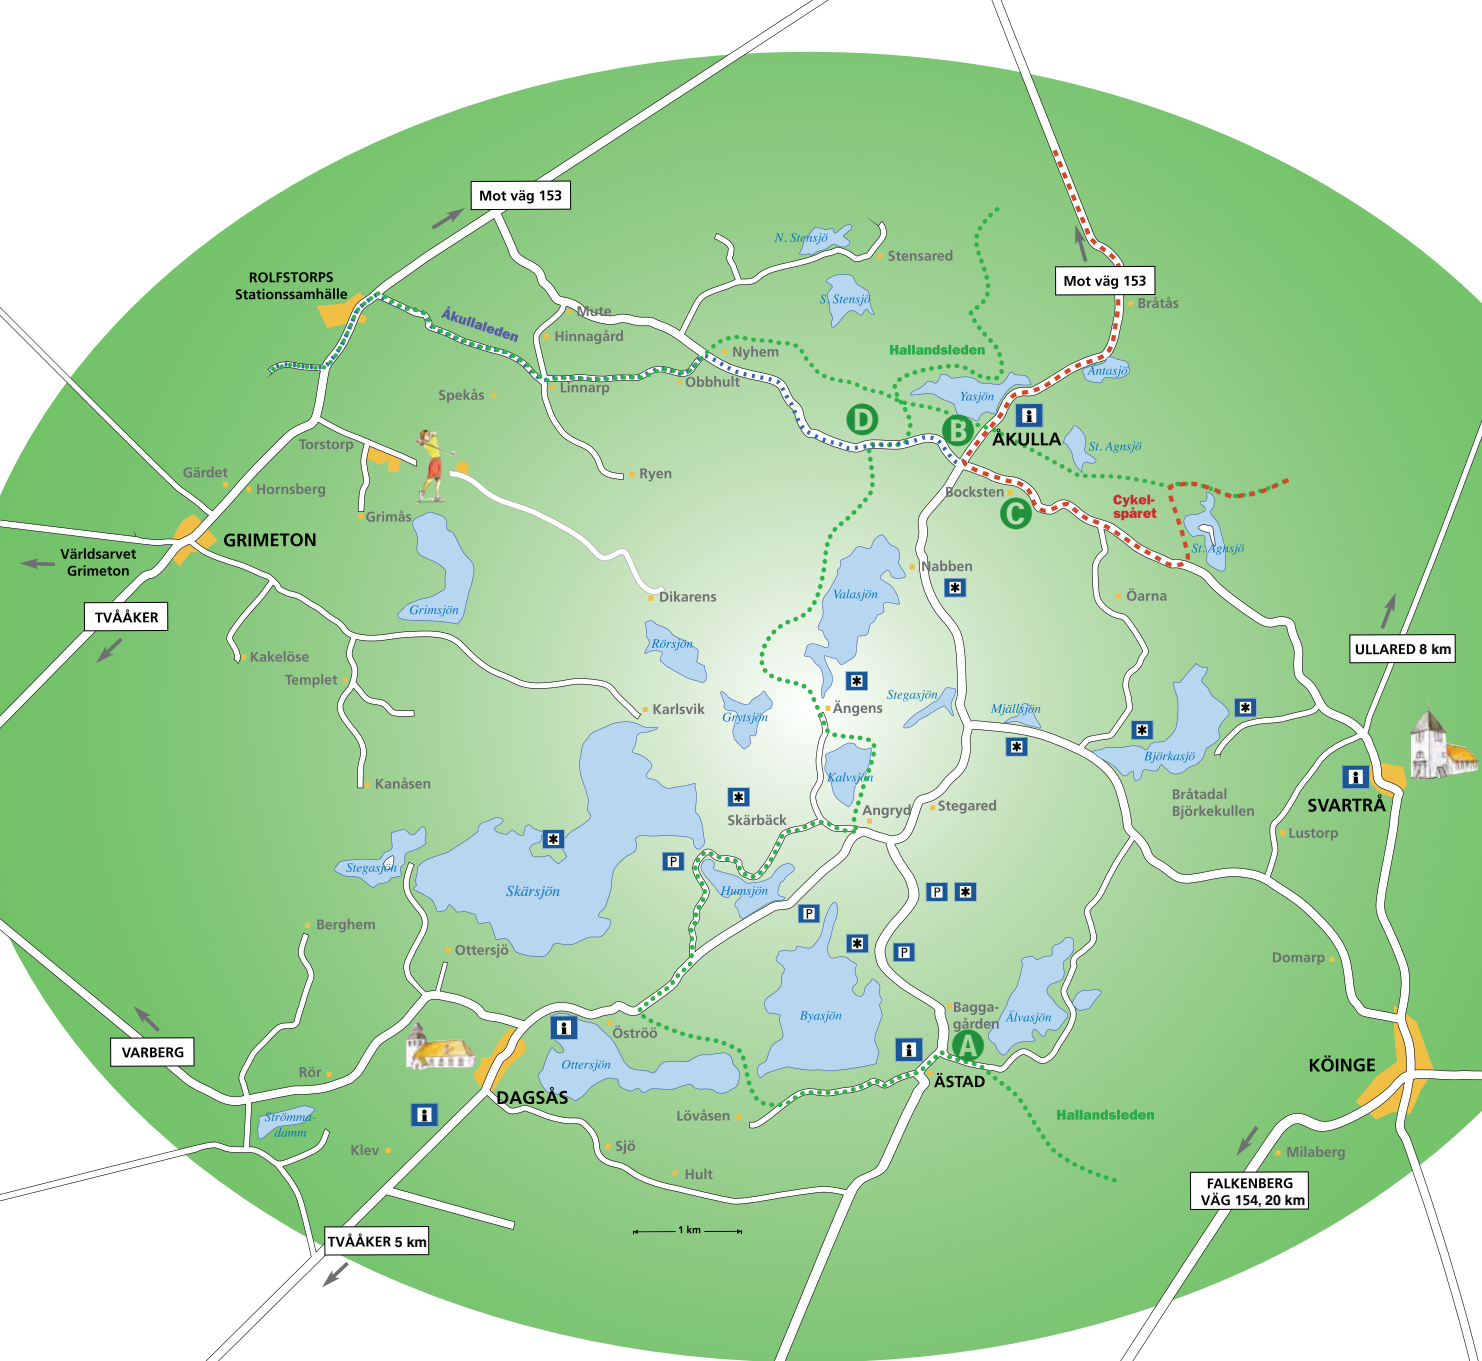 Mot väg 153
N. Stensjö
Stensared
ROLFSTORPS
Stationssamhälle
Mot väg 153
S. Stensjö
Bråtås
Mute
Åkullaleden
Hinnagård
Nyhem
Hallandsleden
Antasjö
Obbhult
Linnarp
Spekås
Yasjön
D
B
ÅKULLA
Torstorp
St. Agnsjö
Gärdet
Hornsberg
Ryen
Bocksten
C
Cykel-
spåret
Grimås
GRIMETON
Världsarvet
Grimeton
St. Agnsjö
Nabben
Valasjön
Dikarens
Öarna
Grimsjön
TVÅÅKER
Rörsjön
ULLARED 8 km
Kakelöse
Templet
Stegasjön
Karlsvik
Ängens
Mjällsjön
Grytsjön
Björkasjö
Kalvsjön
Kanåsen
Bråtadal
Björkekullen
SVARTRÅ
Skärbäck
Angryd
Stegared
Lustorp
Stegasjön
Skärsjön
Humsjön
P
P
P
P
Berghem
Ottersjö
Domarp
Bagga-
gården
Byasjön
Älvasjön
Öströö
A
VARBERG
Ottersjön
Rör
KÖINGE
ÄSTAD
DAGSÅS
Lövåsen
Hallandsleden
Strömma-
damm
Klev
Sjö
Hult
Milaberg
FALKENBERG
VÄG 154, 20 km
1 km
TVÅÅKER 5 km